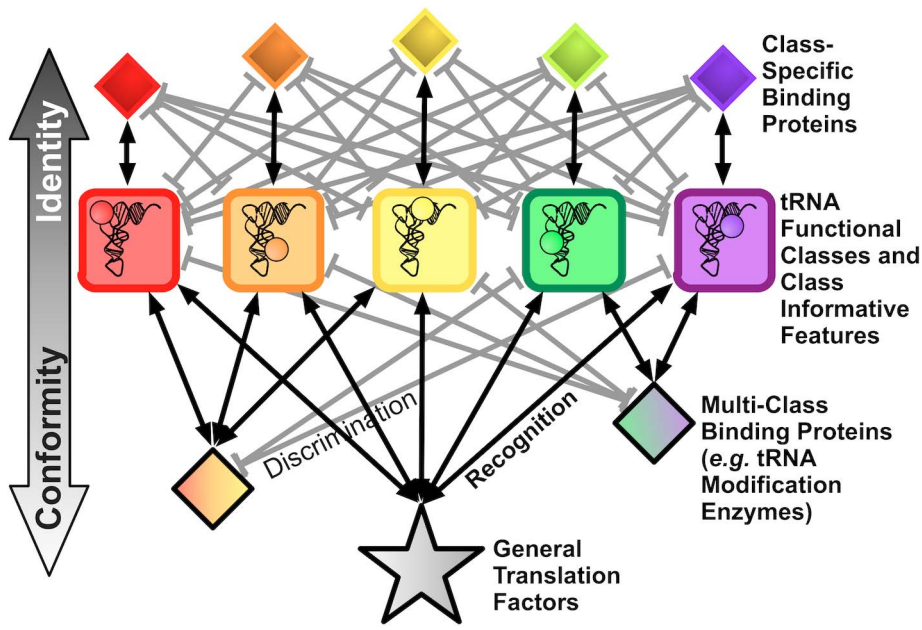 Class-
Specific
Binding
Proteins
Identity
tRNA
Functional
Classes and
Class
Informative
Features
Conformity
Discrimination
Recognition
Multi-Class
Binding Proteins
(e.g. tRNA
Modification
Enzymes)
General
Translation
Factors